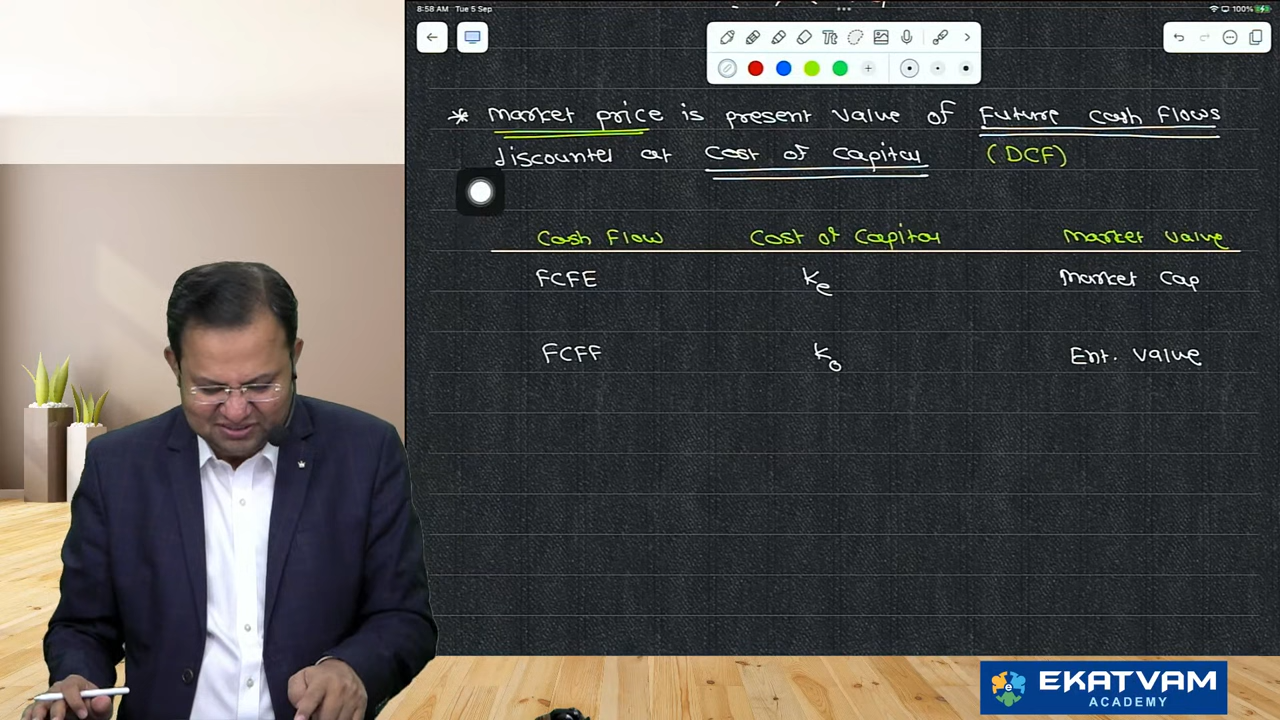 8:58 AM Tue 5 Sep
100%
Tt
* Market price is present value of Future cash flows
discounted at cost of capital (DCF)
Cash Flow Cost of Capital Market Value
FCFE Ke Market Cap
FCFF Ko Ent. Value
EKATVAM
ACADEMY